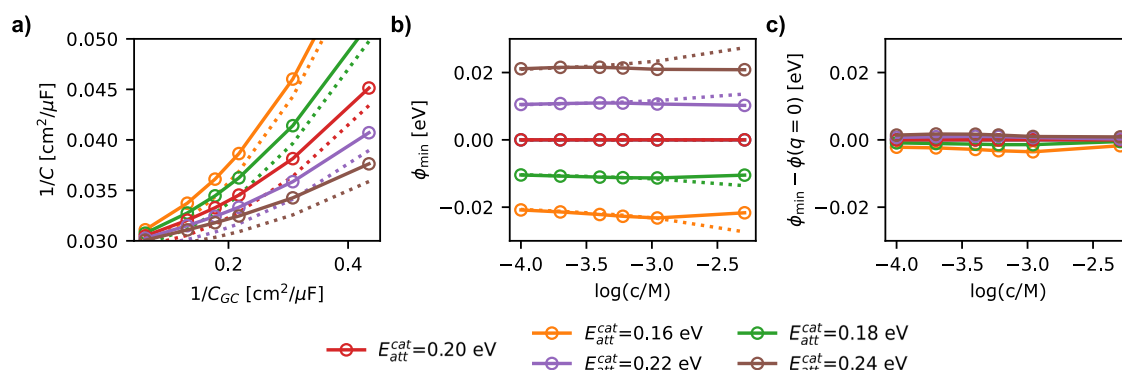 a)
b)
c)
0.050
0.045
0.040
0.035
0.030
1/C [cm²/μF]
0.2
0.4
1/C_GC [cm²/μF]
0.02
0.00
−0.02
ϕ_min [eV]
−4.0
−3.5
−3.0
−2.5
log(c/M)
0.02
0.00
−0.02
ϕ_min − ϕ(q = 0) [eV]
−4.0
−3.5
−3.0
−2.5
log(c/M)
E_att^cat=0.20 eV
E_att^cat=0.16 eV
E_att^cat=0.22 eV
E_att^cat=0.18 eV
E_att^cat=0.24 eV